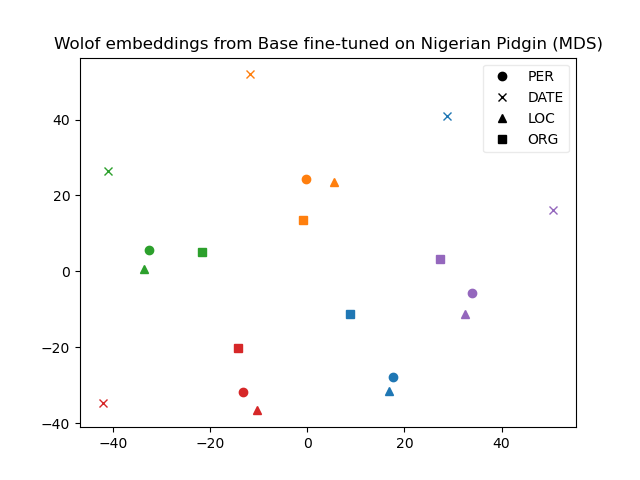 Wolof embeddings from Base fine-tuned on Nigerian Pidgin (MDS)
PER
DATE
LOC
ORG
40
20
0
−20
−40
−40
−20
0
20
40